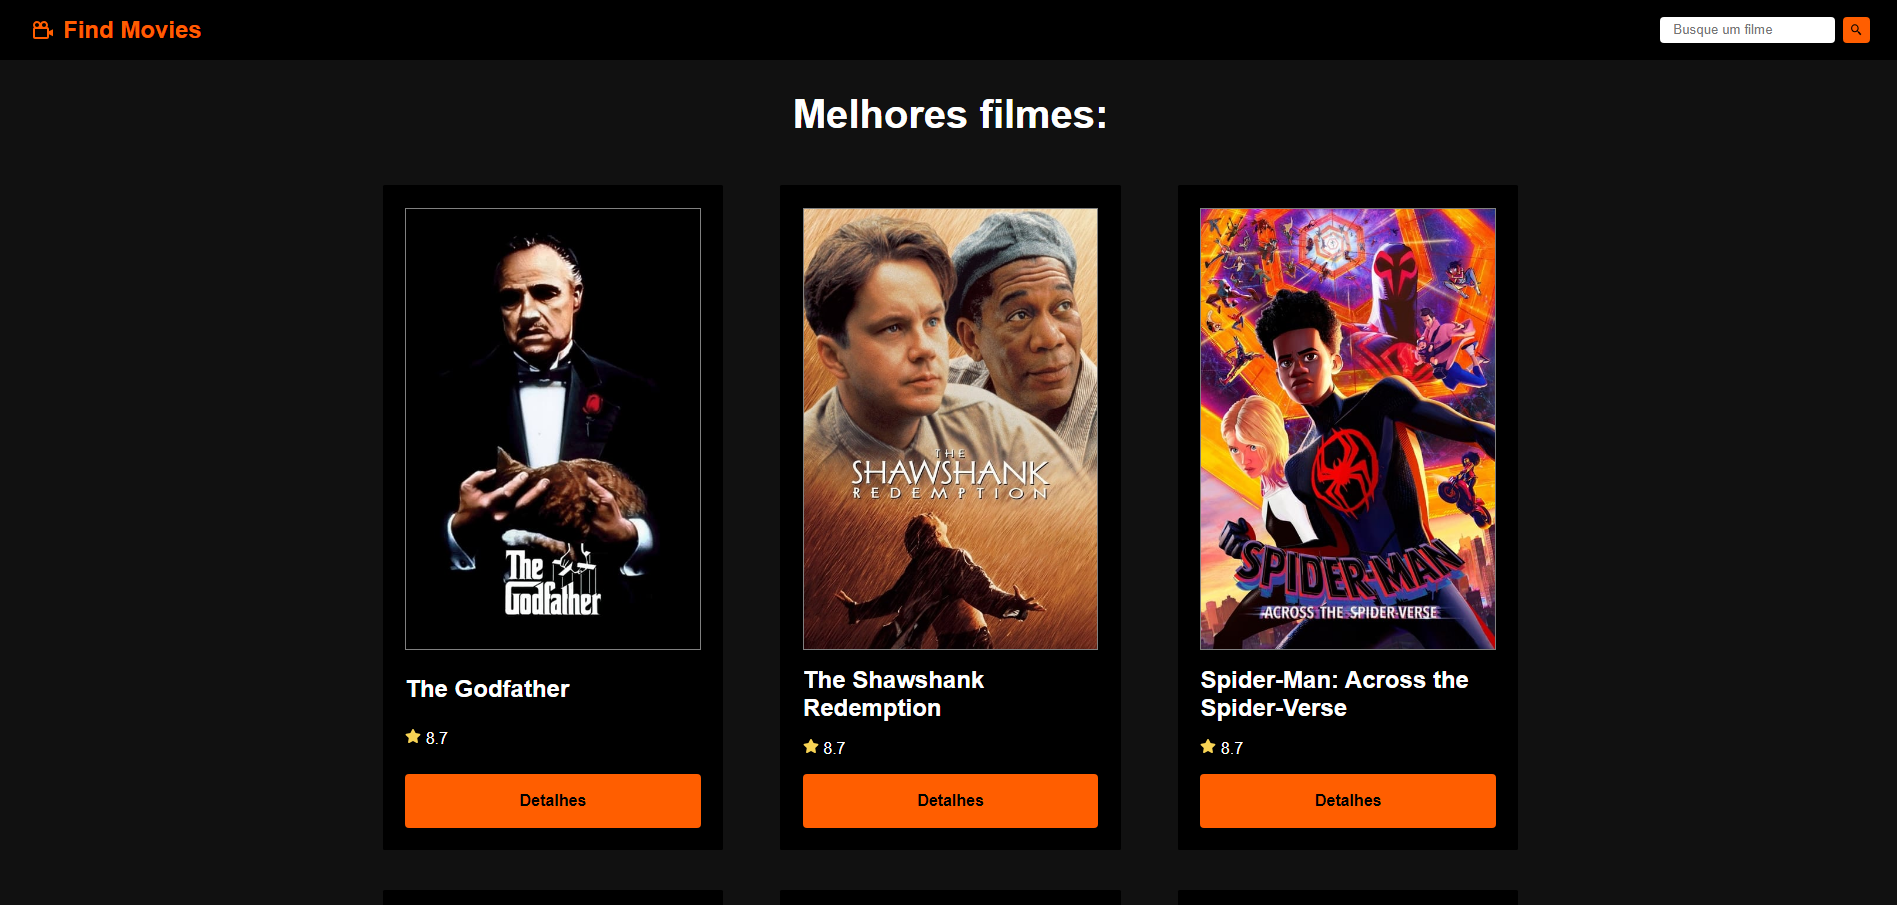 Find Movies
Busque um filme
Melhores filmes:
The
Godfather
THE
SHAWSHANK
REDEMPTION
SPIDER-MAN
ACROSS THE SPIDER-VERSE
The Godfather
The Shawshank
Redemption
Spider-Man: Across the
Spider-Verse
8.7
8.7
8.7
Detalhes
Detalhes
Detalhes